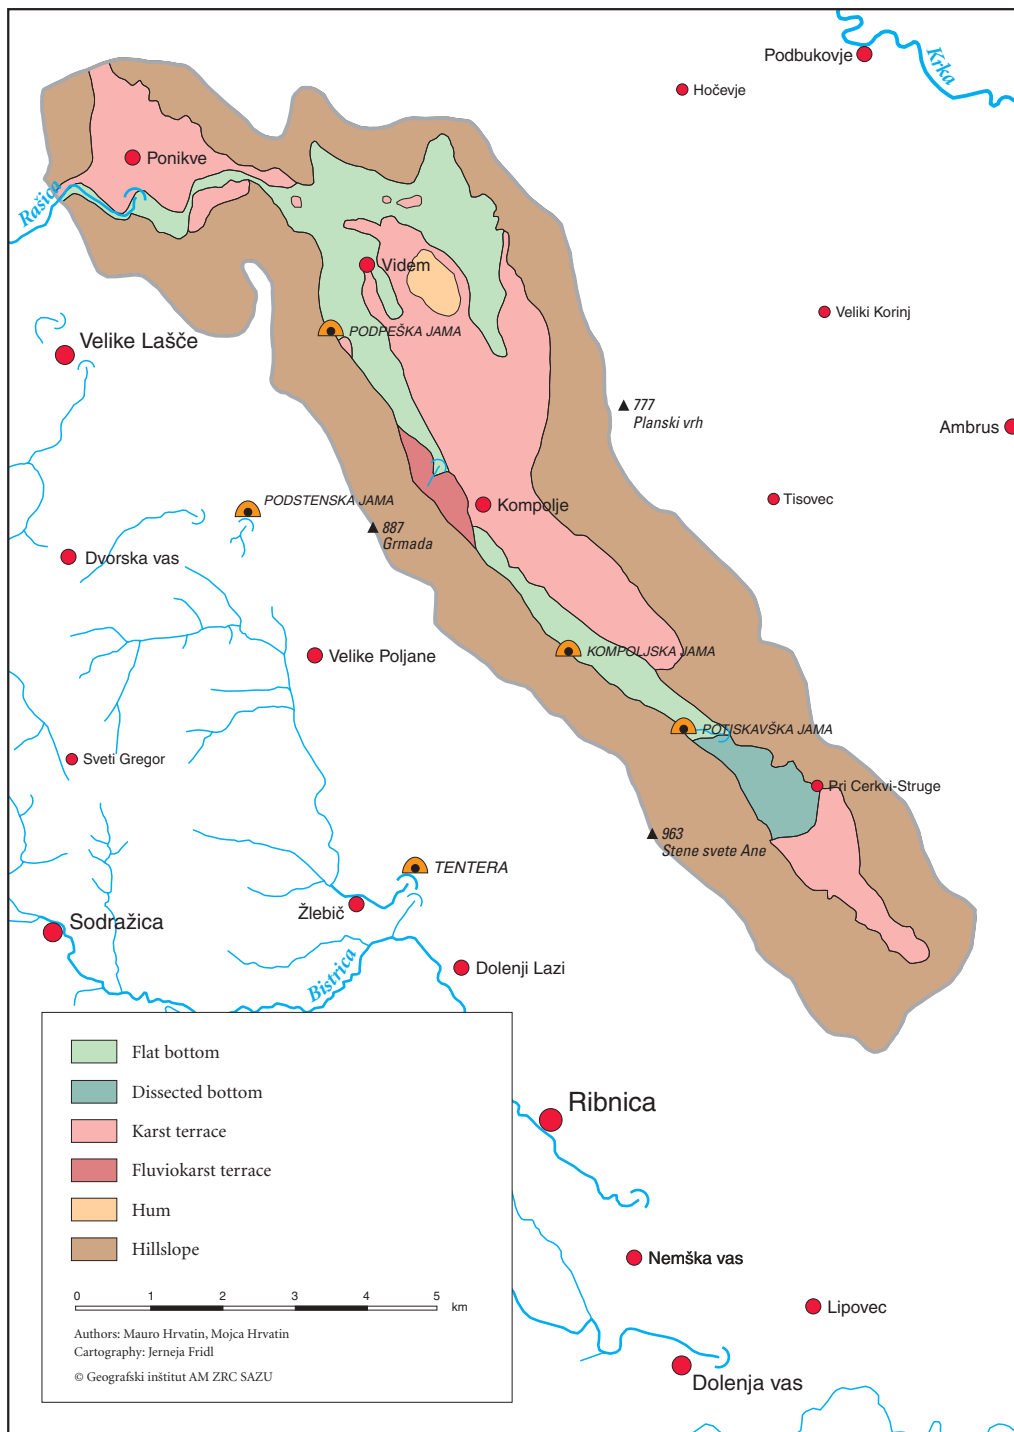 Podbukovje
Krka
Hočevje
Ponikve
Rašica
Videm
Veliki Korinj
PODPEŠKA JAMA
Velike Lašče
777
Planski vrh
Ambrus
PODSTENSKA JAMA
Kompolje
Tisovec
887
Grmada
Dvorska vas
Velike Poljane
KOMPOLJSKA JAMA
POTISKAVŠKA JAMA
Sveti Gregor
Pri Cerkvi-Struge
963
Stene svete Ane
TENTERA
Žlebič
Sodražica
Bistrica
Dolenji Lazi
Flat bottom
Dissected bottom
Karst terrace
Fluviokarst terrace
Hum
Hillslope
0 1 2 3 4 5
km
Authors: Mauro Hrvatin, Mojca Hrvatin
Cartography: Jerneja Fridl
© Geografski inštitut AM ZRC SAZU
Ribnica
Nemška vas
Lipovec
Dolenja vas